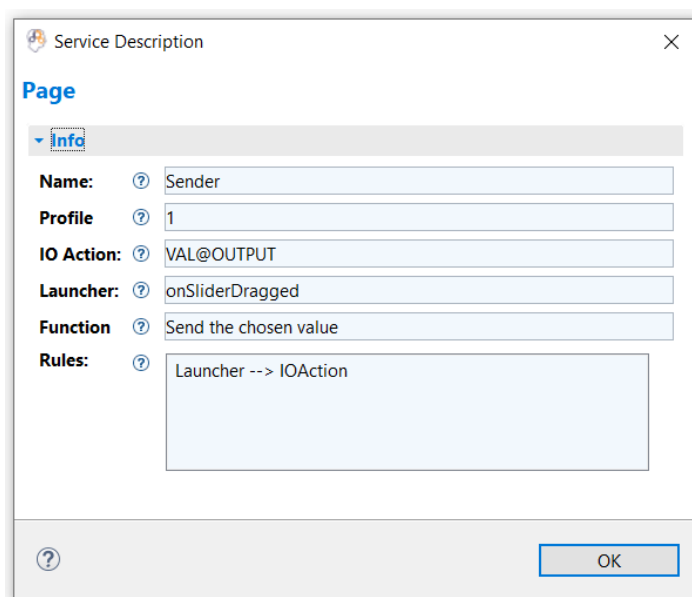 Service Description
Page
Info
Name: Sender
Profile 1
IO Action: VAL@OUTPUT
Launcher: onSliderDragged
Function Send the chosen value
Rules: Launcher --> IOAction
OK